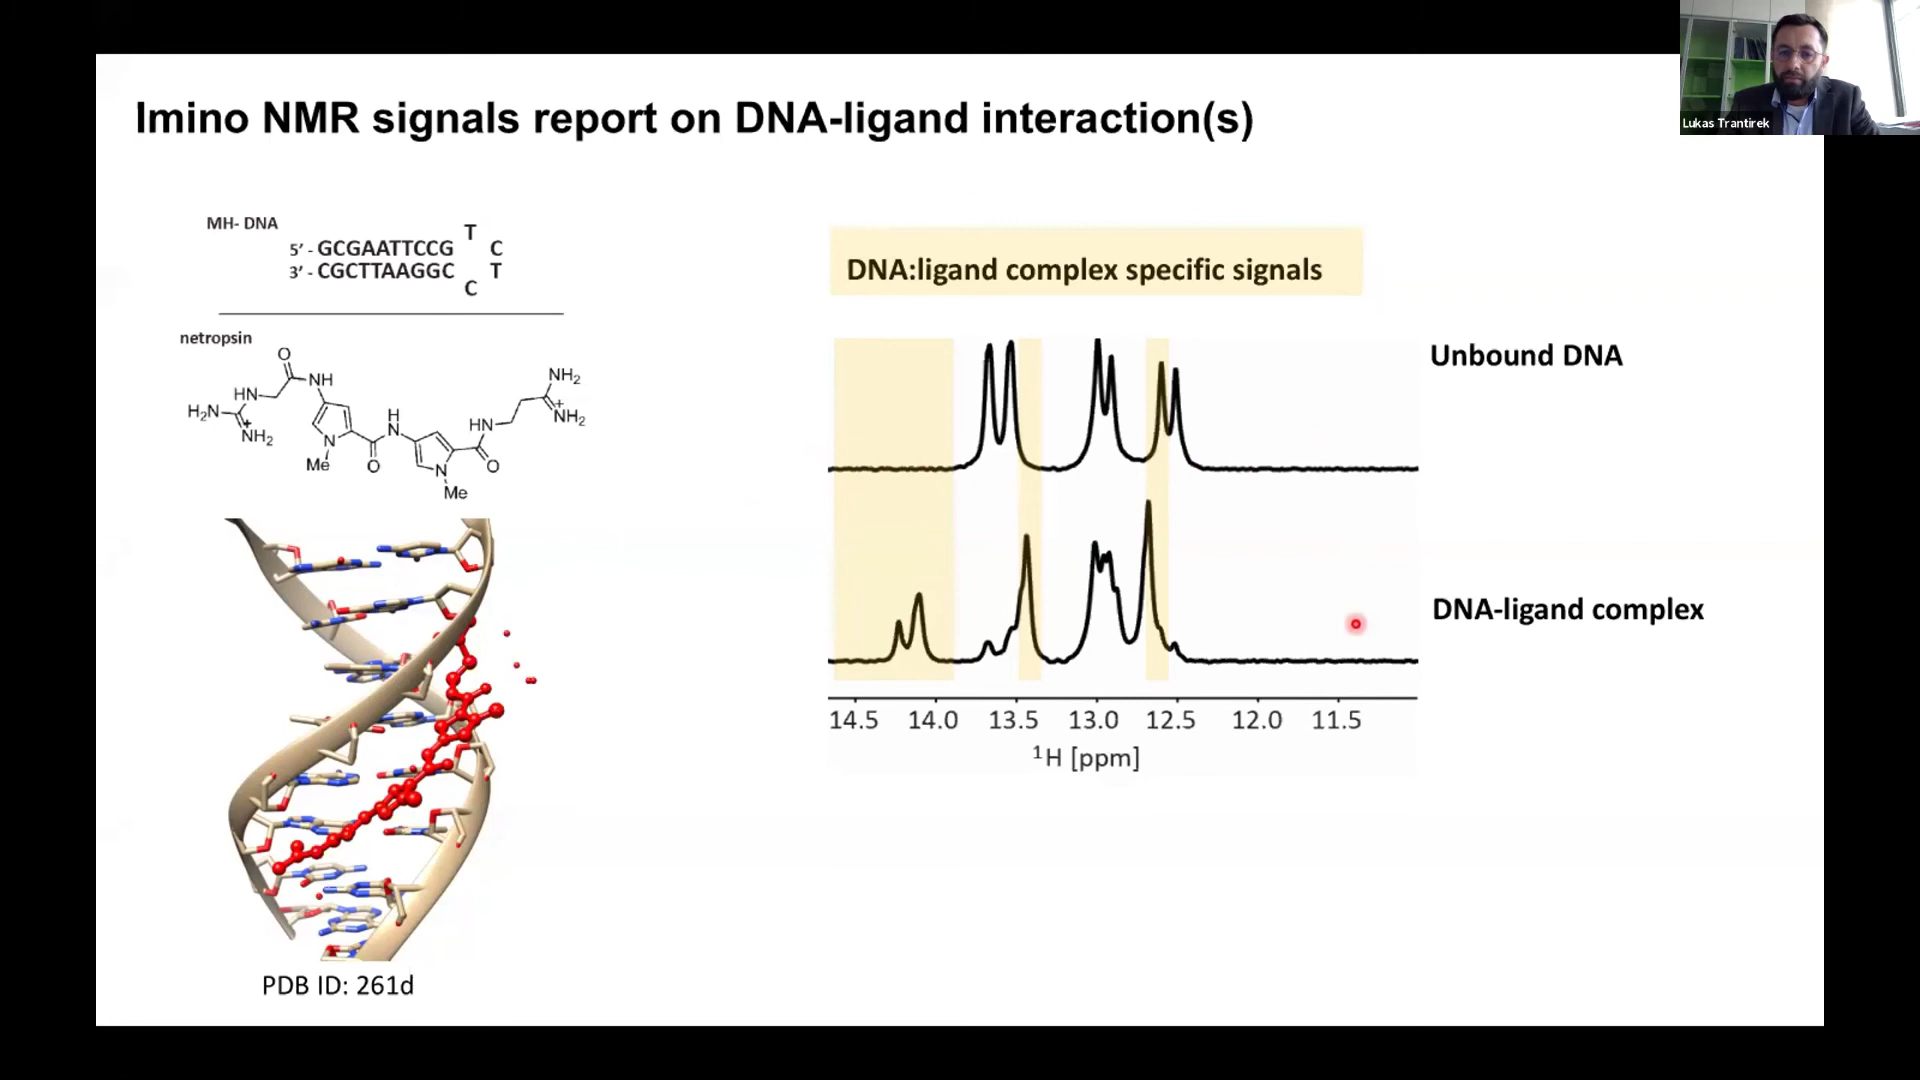 Imino NMR signals report on DNA-ligand interaction(s)
Lukas Trantirek
MH- DNA
5’ - GCGAATTCCG
T
C
3’ - CGCTTAAGGC
T
C
netropsin
O
NH
HN
H2N
+
NH2
N
Me
O
H
N
N
Me
O
HN
NH2
+
NH2
PDB ID: 261d
DNA:ligand complex specific signals
Unbound DNA
DNA-ligand complex
14.5 14.0 13.5 13.0 12.5 12.0 11.5
¹H [ppm]